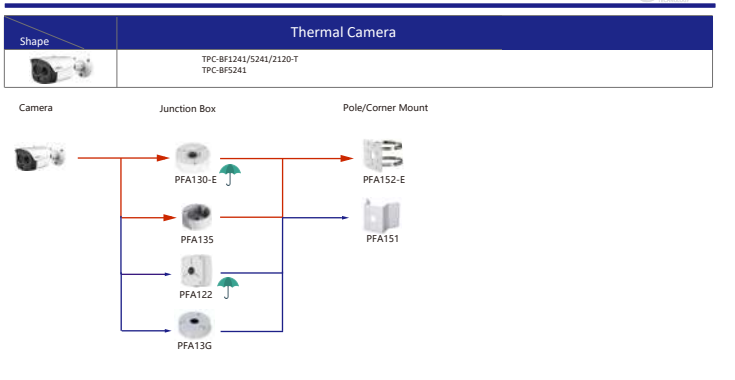 Thermal Camera
Shape
TPC-BF1241/5241/2120-T
TPC-BF5241
Camera
Junction Box
Pole/Corner Mount
PFA130-E
PFA152-E
PFA135
PFA151
PFA122
PFA13G